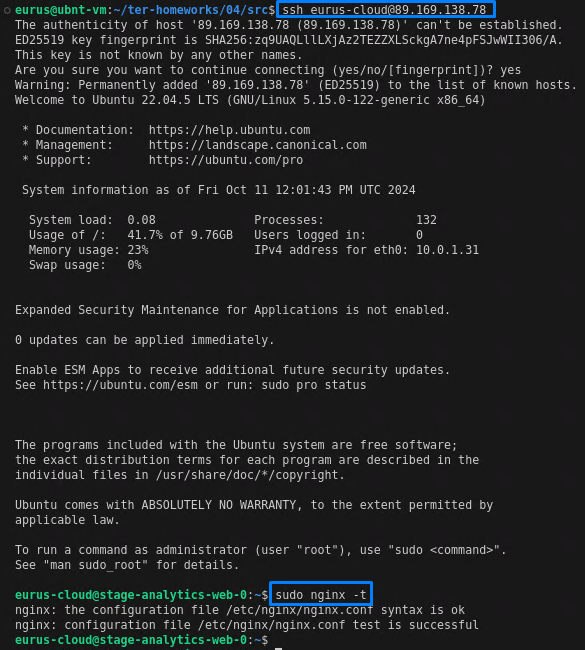 eurus@ubnt-vm:~/ter-homeworks/04/src$ ssh eurus-cloud@89.169.138.78
The authenticity of host '89.169.138.78 (89.169.138.78)' can't be established.
ED25519 key fingerprint is SHA256:zq9UAQLllLXjAz2TEZZXLSckgA7ne4pFSJwWII306/A.
This key is not known by any other names.
Are you sure you want to continue connecting (yes/no/[fingerprint])? yes
Warning: Permanently added '89.169.138.78' (ED25519) to the list of known hosts.
Welcome to Ubuntu 22.04.5 LTS (GNU/Linux 5.15.0-122-generic x86_64)
* Documentation: https://help.ubuntu.com
* Management: https://landscape.canonical.com
* Support: https://ubuntu.com/pro
System information as of Fri Oct 11 12:01:43 PM UTC 2024
System load: 0.08 Processes: 132
Usage of /: 41.7% of 9.76GB Users logged in: 0
Memory usage: 23% IPv4 address for eth0: 10.0.1.31
Swap usage: 0%
Expanded Security Maintenance for Applications is not enabled.
0 updates can be applied immediately.
Enable ESM Apps to receive additional future security updates.
See https://ubuntu.com/esm or run: sudo pro status
The programs included with the Ubuntu system are free software;
the exact distribution terms for each program are described in the
individual files in /usr/share/doc/*/copyright.
Ubuntu comes with ABSOLUTELY NO WARRANTY, to the extent permitted by
applicable law.
To run a command as administrator (user "root"), use "sudo <command>".
See "man sudo_root" for details.
eurus-cloud@stage-analytics-web-0:~$ sudo nginx -t
nginx: the configuration file /etc/nginx/nginx.conf syntax is ok
nginx: configuration file /etc/nginx/nginx.conf test is successful
eurus-cloud@stage-analytics-web-0:~$